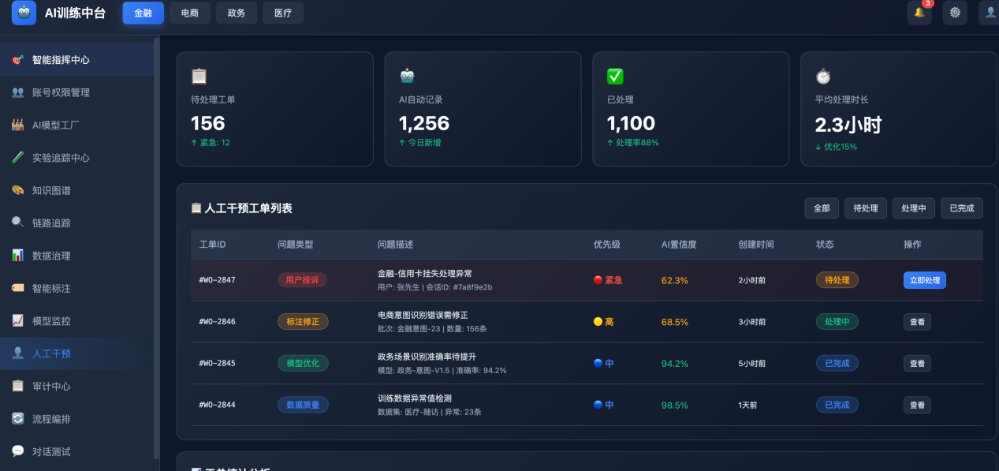 AI训练中台
金融
电商
政务
医疗
3
智能指挥中心
账号权限管理
AI模型工厂
实验追踪中心
知识图谱
链路追踪
数据治理
智能标注
模型监控
人工干预
审计中心
流程编排
对话测试
待处理工单
156
↑ 紧急: 12
AI自动记录
1,256
↑ 今日新增
已处理
1,100
↑ 处理率88%
平均处理时长
2.3小时
↓ 优化15%
人工干预工单列表
全部
待处理
处理中
已完成
工单ID 问题类型 问题描述 优先级 AI置信度 创建时间 状态 操作
#WO-2847 用户投诉 金融-信用卡挂失处理异常 紧急 62.3% 2小时前 待处理 立即处理
用户: 张先生 | 会话ID: #7a8f9e2b
#WO-2846 标注修正 电商意图识别错误需修正 高 68.5% 3小时前 处理中 查看
批次: 金融意图-23 | 数量: 156条
#WO-2845 模型优化 政务场景识别准确率待提升 中 94.2% 5小时前 已完成 查看
模型: 政务-意图-V1.5 | 准确率: 94.2%
#WO-2844 数据质量 训练数据异常值检测 中 98.5% 1天前 已完成 查看
数据集: 医疗-随访 | 异常: 23条
工单统计分析